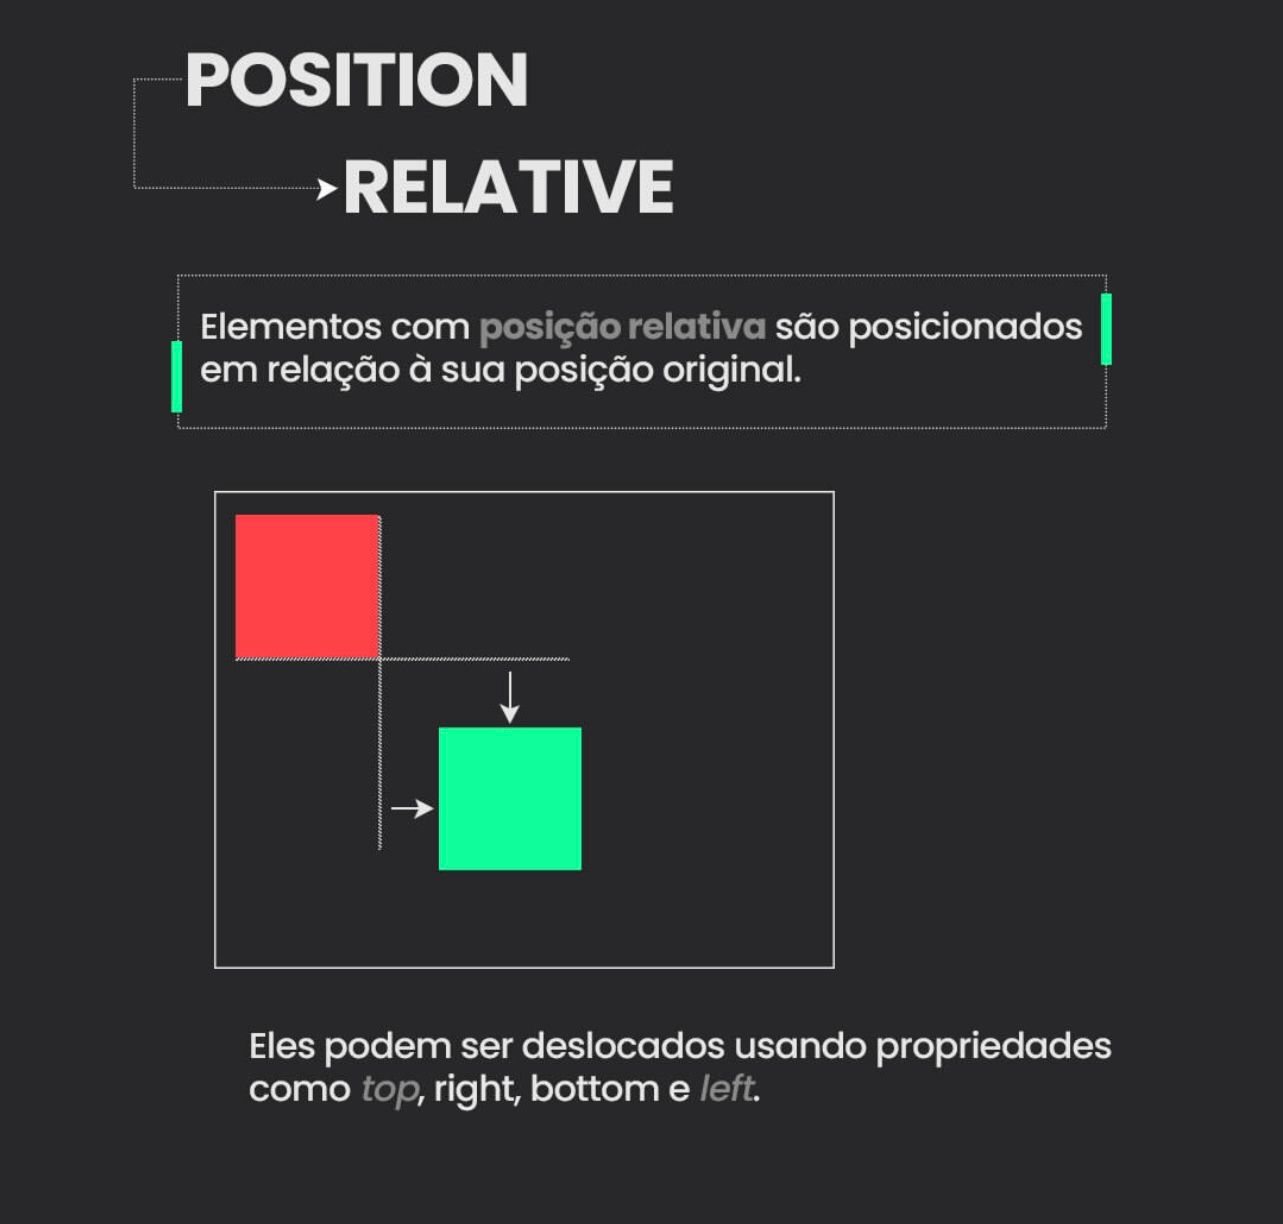 POSITION
RELATIVE
Elementos com posição relativa são posicionados
em relação à sua posição original.
Eles podem ser deslocados usando propriedades
como top, right, bottom e left.